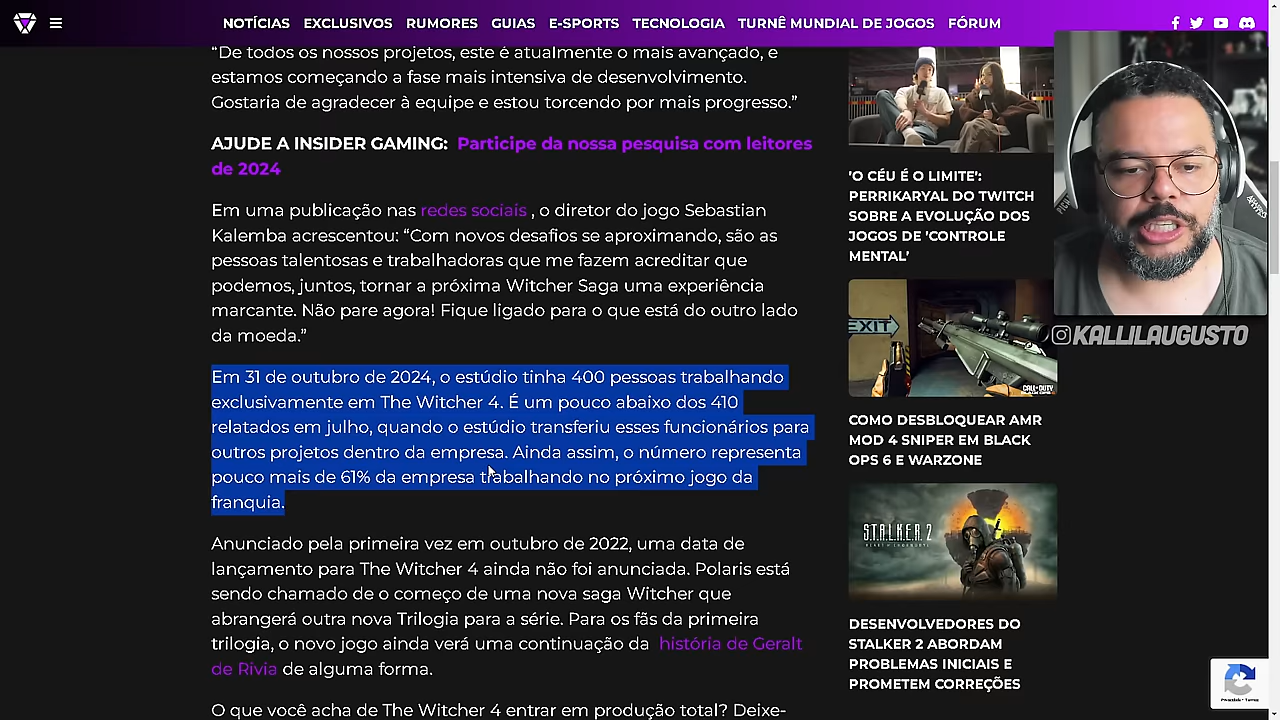 NOTÍCIAS EXCLUSIVOS RUMORES GUIAS E-SPORTS TECNOLOGIA TURNÊ MUNDIAL DE JOGOS FÓRUM
“De todos os nossos projetos, este é atualmente o mais avançado, e
estamos começando a fase mais intensiva de desenvolvimento.
Gostaria de agradecer à equipe e estou torcendo por mais progresso.”
AJUDE A INSIDER GAMING: Participe da nossa pesquisa com leitores
de 2024
Em uma publicação nas redes sociais , o diretor do jogo Sebastian
Kalemba acrescentou: “Com novos desafios se aproximando, são as
pessoas talentosas e trabalhadoras que me fazem acreditar que
podemos, juntos, tornar a próxima Witcher Saga uma experiência
marcante. Não pare agora! Fique ligado para o que está do outro lado
da moeda.”
Em 31 de outubro de 2024, o estúdio tinha 400 pessoas trabalhando
exclusivamente em The Witcher 4. É um pouco abaixo dos 410
relatados em julho, quando o estúdio transferiu esses funcionários para
outros projetos dentro da empresa. Ainda assim, o número representa
pouco mais de 61% da empresa trabalhando no próximo jogo da
franquia.
Anunciado pela primeira vez em outubro de 2022, uma data de
lançamento para The Witcher 4 ainda não foi anunciada. Polaris está
sendo chamado de o começo de uma nova saga Witcher que
abrangerá outra nova Trilogia para a série. Para os fãs da primeira
trilogia, o novo jogo ainda verá uma continuação da história de Geralt
de Rivia de alguma forma.
O que você acha de The Witcher 4 entrar em produção total? Deixe-
'O CÉU É O LIMITE':
PERRIKARYAL DO TWITCH
SOBRE A EVOLUÇÃO DOS
JOGOS DE 'CONTROLE
MENTAL'
EXIT
CALL OF DUTY
COMO DESBLOQUEAR AMR
MOD 4 SNIPER EM BLACK
OPS 6 E WARZONE
S.T.A.L.K.E.R. 2
DESENVOLVEDORES DO
STALKER 2 ABORDAM
PROBLEMAS INICIAIS E
PROMETEM CORREÇÕES
KALLILAUGUSTO